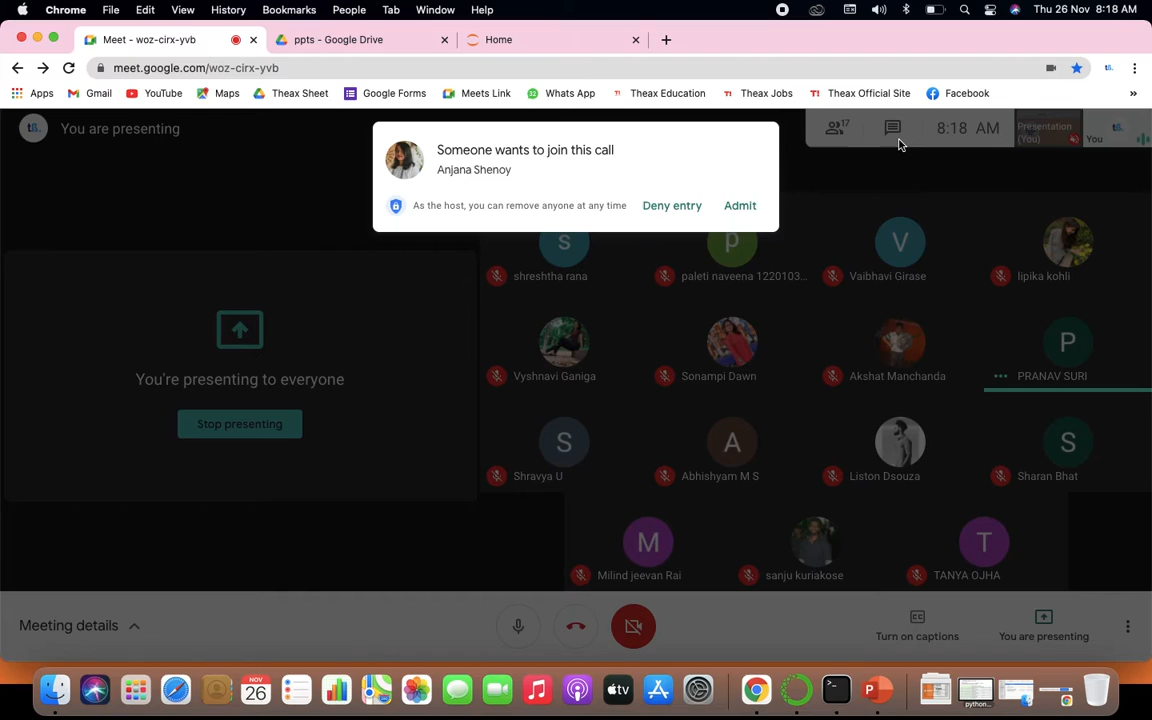 Chrome File Edit View History Bookmarks People Tab Window Help Thu 26 Nov 8:18 AM
Meet - woz-cirx-yvb ppts - Google Drive Home
meet.google.com/woz-cirx-yvb
Apps Gmail YouTube Maps Theax Sheet Google Forms Meets Link Whats App Theax Education Theax Jobs Theax Official Site Facebook
You are presenting
17
8:18 AM
Presentation
(You)
You
Someone wants to join this call
Anjana Shenoy
As the host, you can remove anyone at any time Deny entry Admit
s
p
V
shreshtha rana paleti naveena 1220103... Vaibhavi Girase lipika kohli
You're presenting to everyone
Stop presenting
P
Vyshnavi Ganiga Sonampi Dawn Akshat Manchanda PRANAV SURI
S A S
Shravya U Abhishyam M S Liston Dsouza Sharan Bhat
M T
Milind jeevan Rai sanju kuriakose TANYA OJHA
Meeting details
CC
Turn on captions You are presenting
NOV
26
tv
P
python...